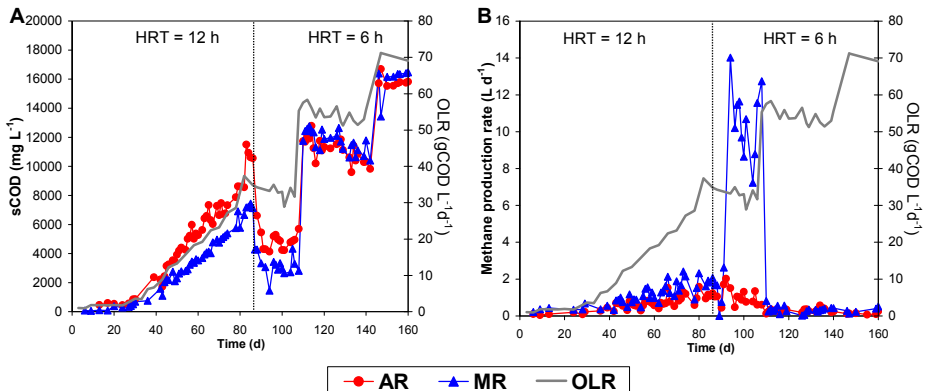 A
HRT = 12 h
HRT = 6 h
sCOD (mg L⁻¹)
20000
18000
16000
14000
12000
10000
8000
6000
4000
2000
0
80
70
60
50
40
30
20
10
0
OLR (gCOD L⁻¹d⁻¹)
0 20 40 60 80 100 120 140 160
Time (d)
B
HRT = 12 h
HRT = 6 h
Methane production rate (L d⁻¹)
16
14
12
10
8
6
4
2
0
80
70
60
50
40
30
20
10
0
OLR (gCOD L⁻¹d⁻¹)
0 20 40 60 80 100 120 140 160
Time (d)
AR MR OLR